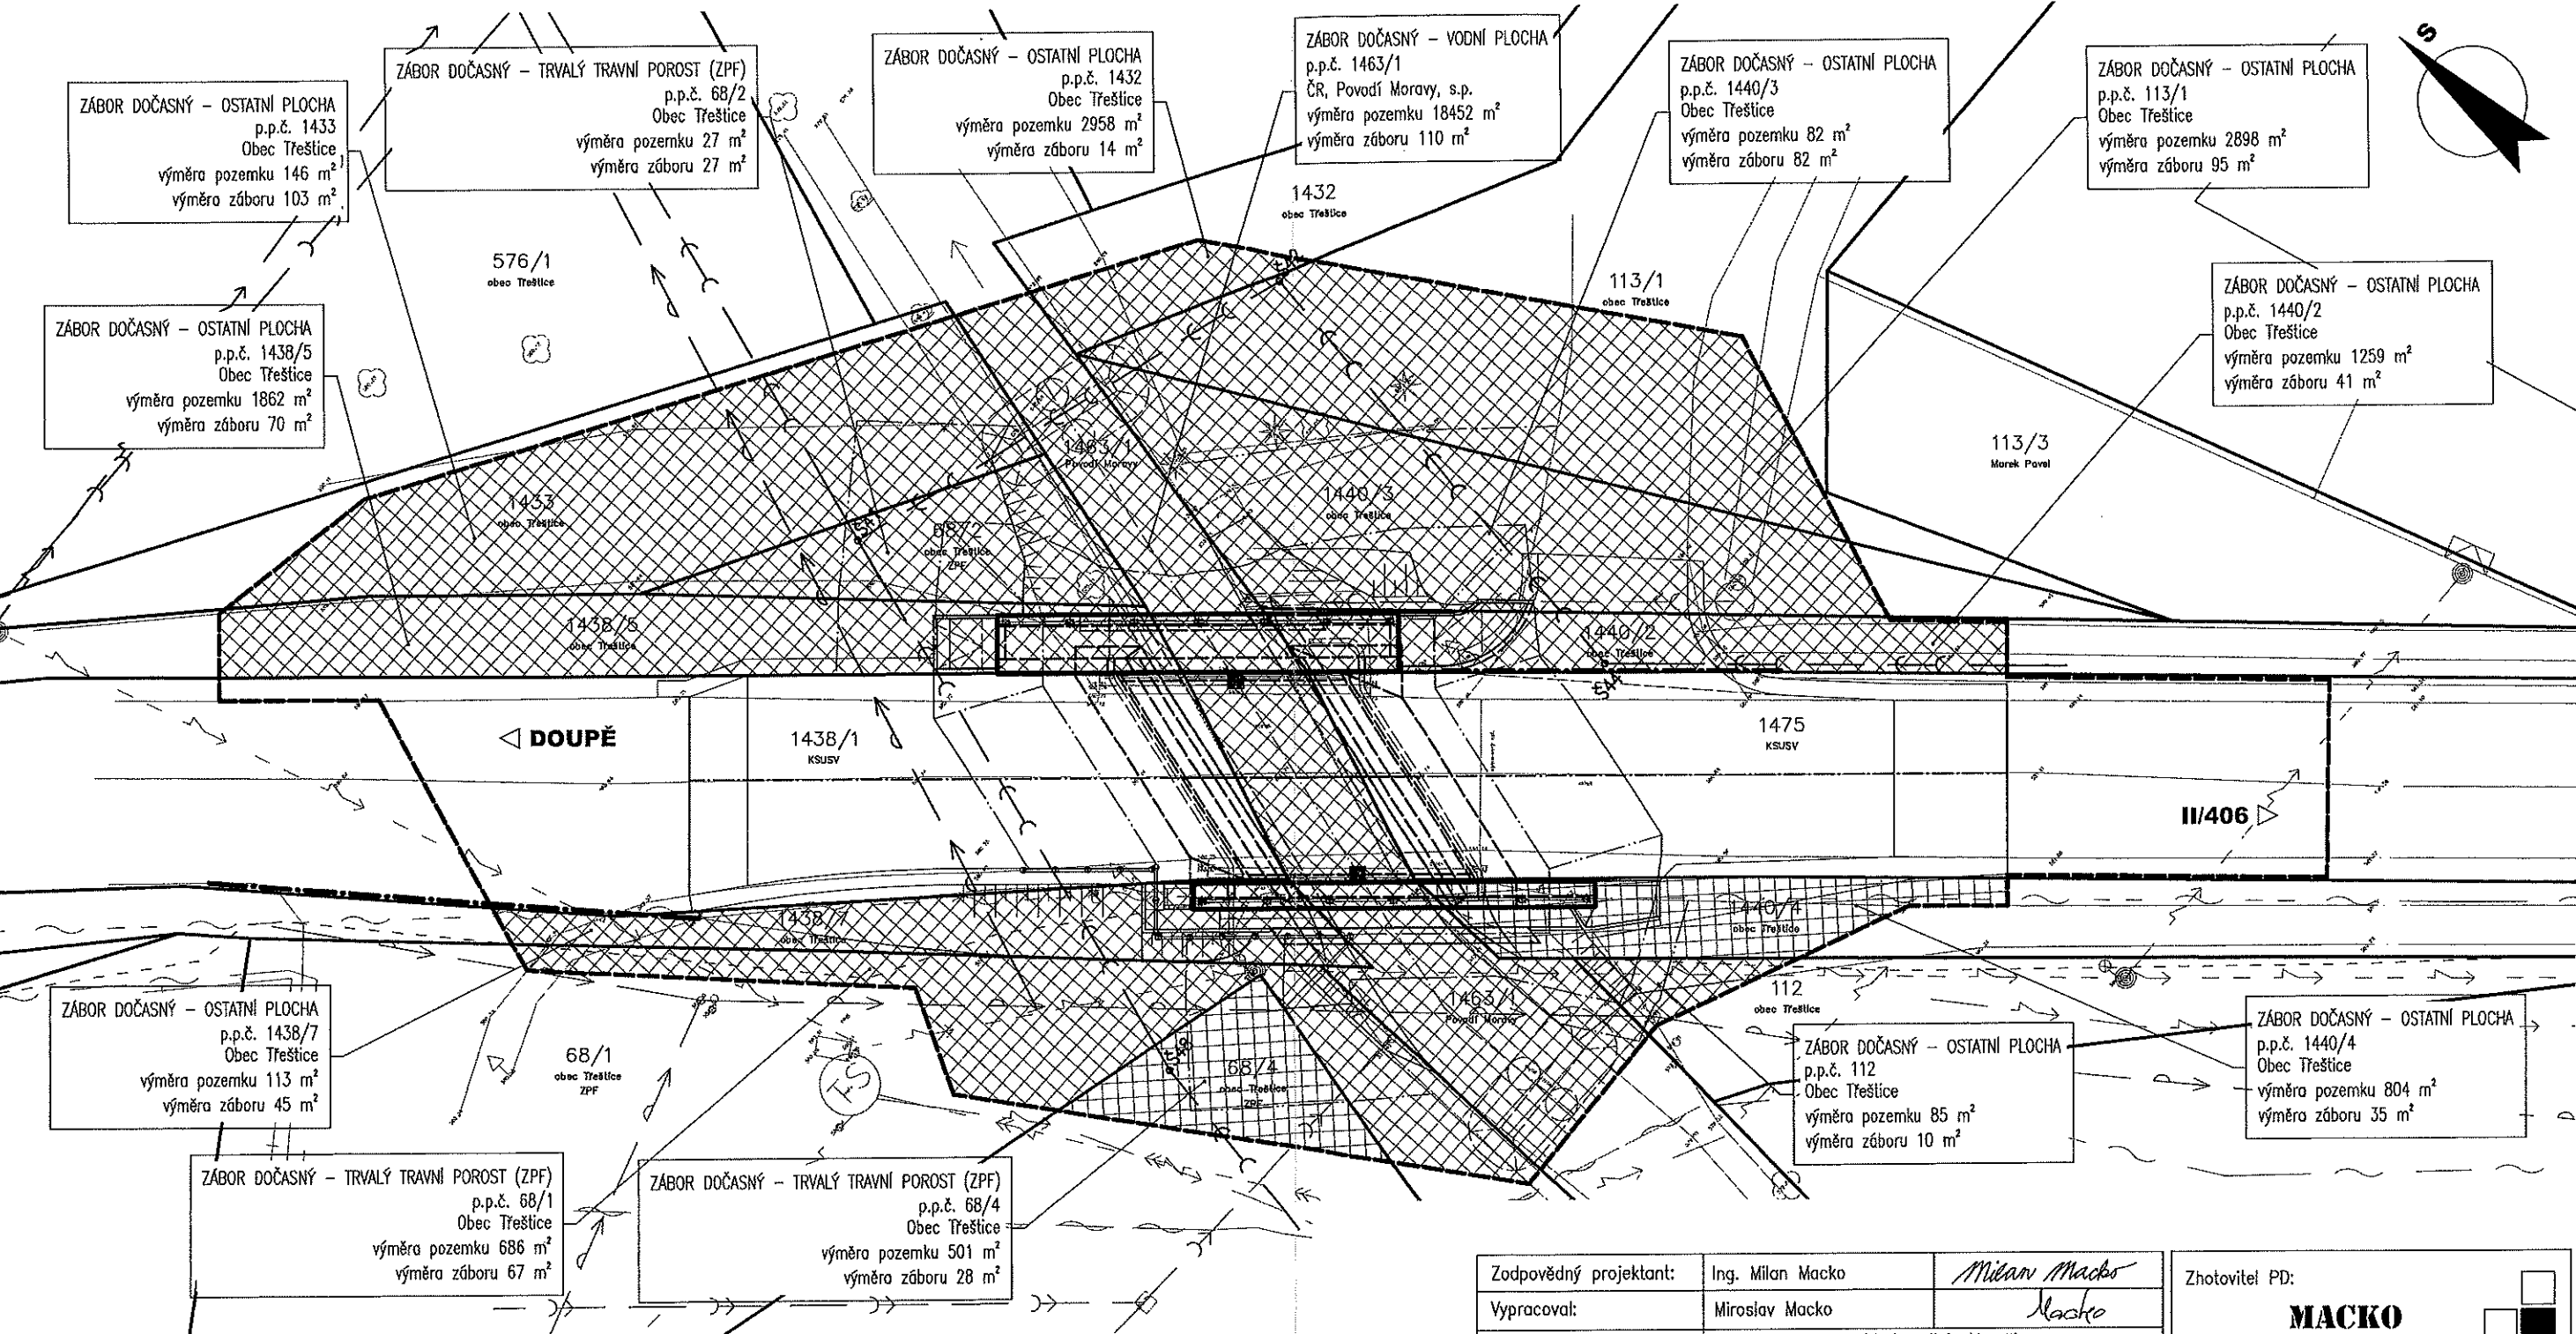 ZÁBOR DOČASNÝ – OSTATNÍ PLOCHA
p.p.č. 1433
Obec Třeštice
výměra pozemku 146 m²
výměra záboru 103 m²
ZÁBOR DOČASNÝ – TRVALÝ TRAVNÍ POROST (ZPF)
p.p.č. 68/2
Obec Třeštice
výměra pozemku 27 m²
výměra záboru 27 m²
ZÁBOR DOČASNÝ – OSTATNÍ PLOCHA
p.p.č. 1432
Obec Třeštice
výměra pozemku 2958 m²
výměra záboru 14 m²
ZÁBOR DOČASNÝ – VODNÍ PLOCHA
p.p.č. 1463/1
ČR, Povodí Moravy, s.p.
výměra pozemku 18452 m²
výměra záboru 110 m²
ZÁBOR DOČASNÝ – OSTATNÍ PLOCHA
p.p.č. 1440/3
Obec Třeštice
výměra pozemku 82 m²
výměra záboru 82 m²
ZÁBOR DOČASNÝ – OSTATNÍ PLOCHA
p.p.č. 113/1
Obec Třeštice
výměra pozemku 2898 m²
výměra záboru 95 m²
S
1432
obec Třeštice
576/1
obec Třeštice
113/1
obec Třeštice
ZÁBOR DOČASNÝ – OSTATNÍ PLOCHA
p.p.č. 1438/5
Obec Třeštice
výměra pozemku 1862 m²
výměra záboru 70 m²
ZÁBOR DOČASNÝ – OSTATNÍ PLOCHA
p.p.č. 1440/2
Obec Třeštice
výměra pozemku 1259 m²
výměra záboru 41 m²
1463/1
Povodí Moravy
113/3
Marek Pavel
1433
obec Třeštice
1440/3
obec Třeštice
68/2
obec Třeštice
ZPF
1438/5
obec Třeštice
1440/2
obec Třeštice
S44
DOUPĚ
1438/1
KSUSV
1475
KSUSV
II/406
1438/7
obec Třeštice
1440/4
obec Třeštice
1463/1
Povodí Moravy
112
obec Třeštice
68/1
obec Třeštice
ZPF
68/4
obec Třeštice
ZPF
ZÁBOR DOČASNÝ – OSTATNÍ PLOCHA
p.p.č. 1438/7
Obec Třeštice
výměra pozemku 113 m²
výměra záboru 45 m²
ZÁBOR DOČASNÝ – OSTATNÍ PLOCHA
p.p.č. 112
Obec Třeštice
výměra pozemku 85 m²
výměra záboru 10 m²
ZÁBOR DOČASNÝ – OSTATNÍ PLOCHA
p.p.č. 1440/4
Obec Třeštice
výměra pozemku 804 m²
výměra záboru 35 m²
ZÁBOR DOČASNÝ – TRVALÝ TRAVNÍ POROST (ZPF)
p.p.č. 68/1
Obec Třeštice
výměra pozemku 686 m²
výměra záboru 67 m²
ZÁBOR DOČASNÝ – TRVALÝ TRAVNÍ POROST (ZPF)
p.p.č. 68/4
Obec Třeštice
výměra pozemku 501 m²
výměra záboru 28 m²
Zodpovědný projektant: Ing. Milan Macko Milan Macko
Vypracoval: Miroslav Macko Macko
Zhotovitel PD:
MACKO